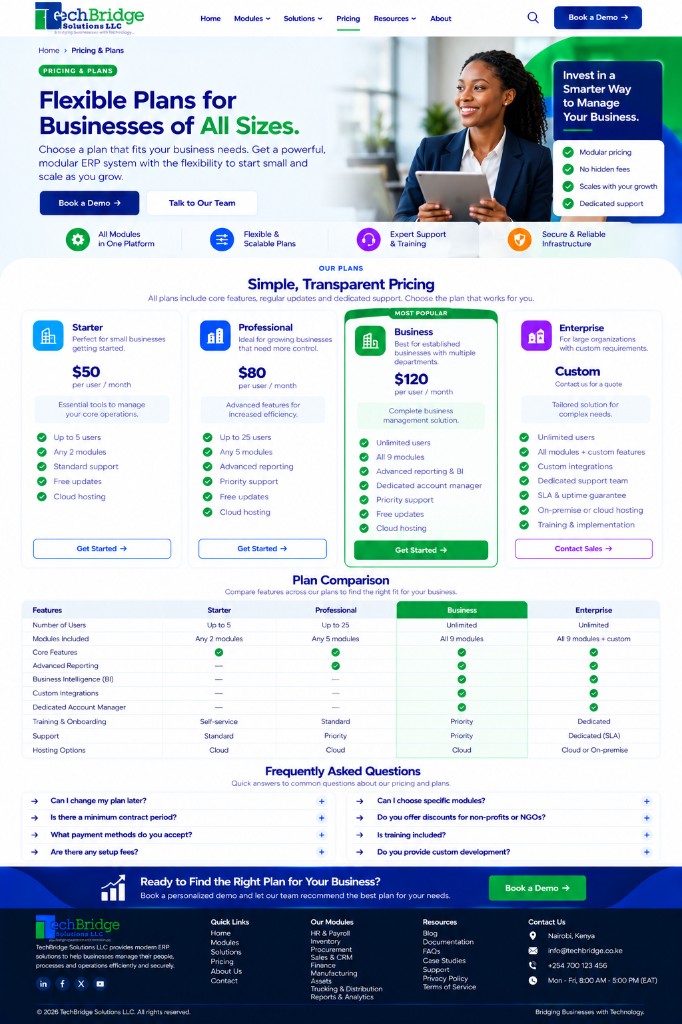 TechBridge
Solutions LLC
Bridging businesses with Technology.
Home
Modules
Solutions
Pricing
Resources
About
Book a Demo →
Home › Pricing & Plans
PRICING & PLANS
Flexible Plans for
Businesses of All Sizes.
Choose a plan that fits your business needs. Get a powerful,
modular ERP system with the flexibility to start small and
scale as you grow.
Book a Demo →
Talk to Our Team
Invest in a
Smarter Way
to Manage
Your Business.
Modular pricing
No hidden fees
Scales with your growth
Dedicated support
All Modules
in One Platform
Flexible &
Scalable Plans
Expert Support
& Training
Secure & Reliable
Infrastructure
OUR PLANS
Simple, Transparent Pricing
All plans include core features, regular updates and dedicated support. Choose the plan that works for you.
Starter
Perfect for small businesses
getting started.
$50
per user / month
Essential tools to manage
your core operations.
Up to 5 users
Any 2 modules
Standard support
Free updates
Cloud hosting
Get Started →
Professional
Ideal for growing businesses
that need more control.
$80
per user / month
Advanced features for
increased efficiency.
Up to 25 users
Any 5 modules
Advanced reporting
Priority support
Free updates
Cloud hosting
Get Started →
MOST POPULAR
Business
Best for established
businesses with multiple
departments.
$120
per user / month
Complete business
management solution.
Unlimited users
All 9 modules
Advanced reporting & BI
Dedicated account manager
Priority support
Free updates
Cloud hosting
Get Started →
Enterprise
For large organizations
with custom requirements.
Custom
Contact us for a quote
Tailored solution for
complex needs.
Unlimited users
All modules + custom features
Custom integrations
Dedicated support team
SLA & uptime guarantee
On-premise or cloud hosting
Training & implementation
Contact Sales →
Plan Comparison
Compare features across our plans to find the right fit for your business.
Features Starter Professional Business Enterprise
Number of Users Up to 5 Up to 25 Unlimited Unlimited
Modules Included Any 2 modules Any 5 modules All 9 modules All 9 modules + custom
Core Features
Advanced Reporting —
Business Intelligence (BI) — —
Custom Integrations — —
Dedicated Account Manager — —
Training & Onboarding Self-service Standard Priority Dedicated
Support Standard Priority Priority Dedicated (SLA)
Hosting Options Cloud Cloud Cloud Cloud or On-premise
Frequently Asked Questions
Quick answers to common questions about our pricing and plans
→ Can I change my plan later? +
→ Is there a minimum contract period? +
→ What payment methods do you accept? +
→ Are there any setup fees? +
→ Can I choose specific modules? +
→ Do you offer discounts for non-profits or NGOs? +
→ Is training included? +
→ Do you provide custom development? +
Ready to Find the Right Plan for Your Business?
Book a personalized demo and let our team recommend the best plan for your needs.
Book a Demo →
TechBridge
Solutions LLC
TechBridge Solutions LLC provides modern ERP
solutions to help businesses manage their people,
processes and operations efficiently and securely.
Quick Links
Home
Modules
Solutions
Pricing
About Us
Contact
Our Modules
HR & Payroll
Inventory
Procurement
Sales & CRM
Finance
Manufacturing
Assets
Trucking & Distribution
Reports & Analytics
Resources
Blog
Documentation
FAQs
Case Studies
Support
Privacy Policy
Terms of Service
Contact Us
Nairobi, Kenya
info@techbridge.co.ke
+254 700 123 456
Mon - Fri, 8:00 AM - 5:00 PM (EAT)
© 2026 TechBridge Solutions LLC. All rights reserved.
Bridging Businesses with Technology.